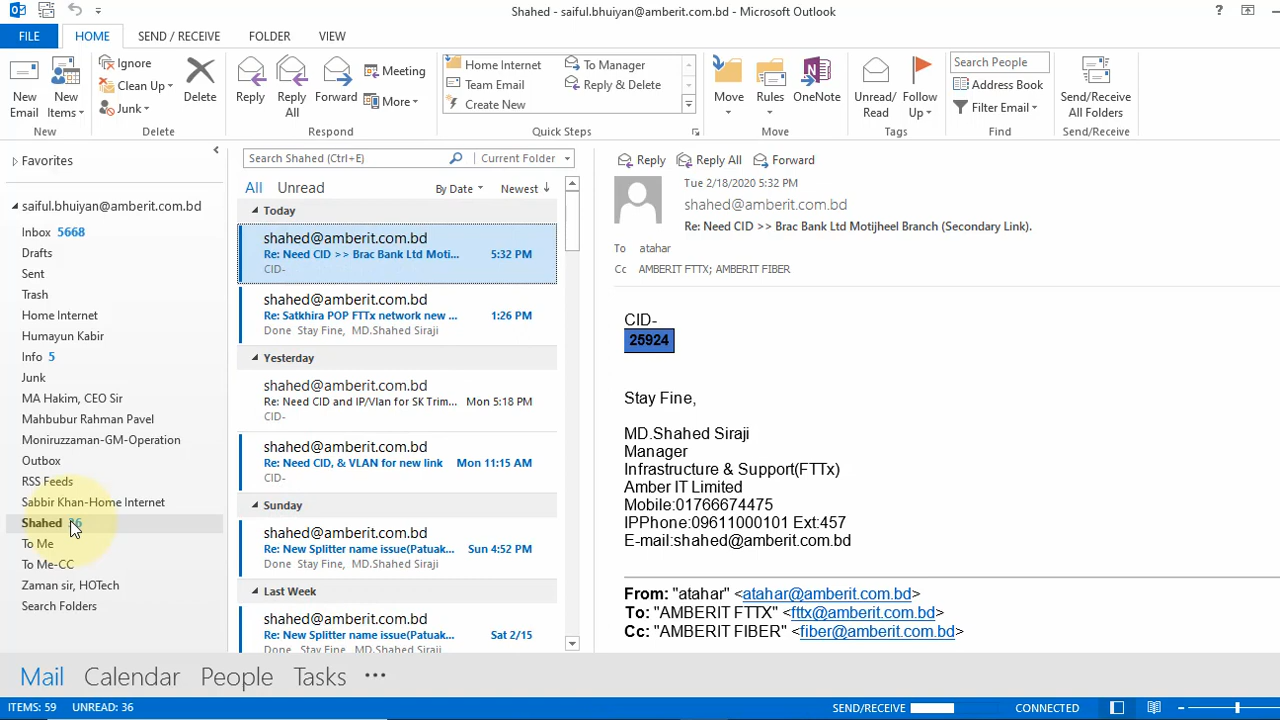 Shahed - saiful.bhuiyan@amberit.com.bd - Microsoft Outlook
?
FILE HOME SEND / RECEIVE FOLDER VIEW
New Email
New Items
New
Ignore
Clean Up
Junk
Delete
Delete
Reply
Reply All
Forward
Meeting
More
Respond
Home Internet
Team Email
Create New
To Manager
Reply & Delete
Quick Steps
Move
Rules
OneNote
Move
Unread/ Read
Follow Up
Tags
Search People
Address Book
Filter Email
Find
Send/Receive All Folders
Send/Receive
Favorites
saiful.bhuiyan@amberit.com.bd
Inbox 5668
Drafts
Sent
Trash
Home Internet
Humayun Kabir
Info 5
Junk
MA Hakim, CEO Sir
Mahbubur Rahman Pavel
Moniruzzaman-GM-Operation
Outbox
RSS Feeds
Sabbir Khan-Home Internet
Shahed 36
To Me
To Me-CC
Zaman sir, HOTech
Search Folders
Search Shahed (Ctrl+E)
Current Folder
All Unread By Date Newest
Today
shahed@amberit.com.bd
Re: Need CID >> Brac Bank Ltd Moti... 5:32 PM
CID-
shahed@amberit.com.bd
Re: Satkhira POP FTTx network new ... 1:26 PM
Done Stay Fine, MD.Shahed Siraji
Yesterday
shahed@amberit.com.bd
Re: Need CID and IP/Vlan for SK Trim... Mon 5:18 PM
CID-
shahed@amberit.com.bd
Re: Need CID, & VLAN for new link Mon 11:15 AM
CID-
Sunday
shahed@amberit.com.bd
Re: New Splitter name issue(Patuak... Sun 4:52 PM
Done Stay Fine, MD.Shahed Siraji
Last Week
shahed@amberit.com.bd
Re: New Splitter name issue(Patuak... Sat 2/15
Done Stay Fine, MD.Shahed Siraji
Reply Reply All Forward
Tue 2/18/2020 5:32 PM
shahed@amberit.com.bd
Re: Need CID >> Brac Bank Ltd Motijheel Branch (Secondary Link).
To atahar
Cc AMBERIT FTTX; AMBERIT FIBER
CID-
25924
Stay Fine,
MD.Shahed Siraji
Manager
Infrastructure & Support(FTTx)
Amber IT Limited
Mobile:01766674475
IPPhone:09611000101 Ext:457
E-mail:shahed@amberit.com.bd
From: "atahar" <atahar@amberit.com.bd>
To: "AMBERIT FTTX" <fttx@amberit.com.bd>
Cc: "AMBERIT FIBER" <fiber@amberit.com.bd>
Mail Calendar People Tasks ...
ITEMS: 59 UNREAD: 36 SEND/RECEIVE CONNECTED